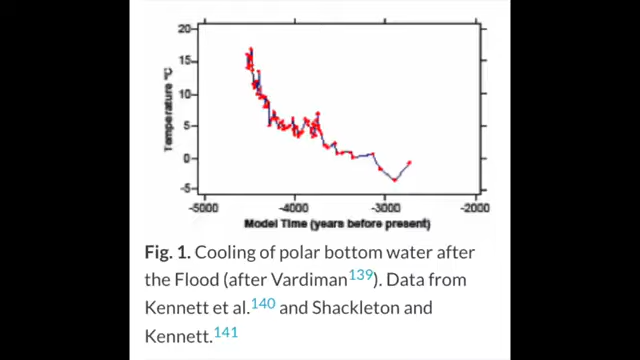 20
15
10
5
0
-5
Temperature °C
-5000 -4000 -3000 -2000
Model Time (years before present)
Fig. 1. Cooling of polar bottom water after
the Flood (after Vardiman139). Data from
Kennett et al.140 and Shackleton and
Kennett.141